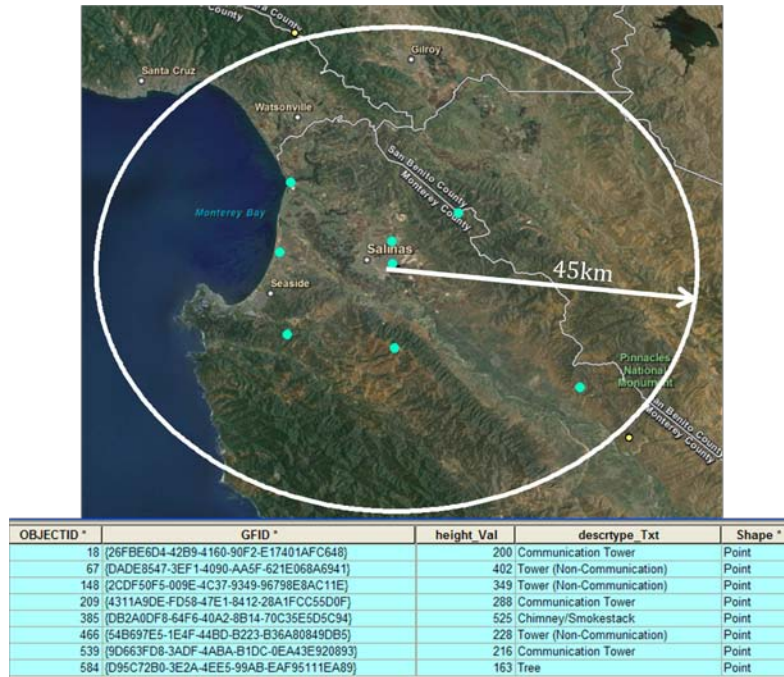 Gilroy
Santa Cruz
Watsonville
San Benito County
Monterey County
Monterey Bay
Salinas
45km
Seaside
Pinnacles
National
Monument
San Benito County
Monterey County
OBJECTID * GFID * height_Val descrtype_Txt Shape *
18 {26FBE6D4-42B9-4160-90F2-E17401AFC648} 200 Communication Tower Point
67 {DADE8547-3EF1-4090-AA5F-621E068A6941} 402 Tower (Non-Communication) Point
148 {2CDF50F5-009E-4C37-9349-96798E8AC11E} 349 Tower (Non-Communication) Point
209 {4311A9DE-FD58-47E1-8412-28A1FCC55D0F} 288 Communication Tower Point
385 {DB2A0DF8-64F6-40A2-8B14-70C35E5D5C94} 525 Chimney/Smokestack Point
466 {54B697E5-1E4F-44BD-B223-B36A80849DB5} 228 Tower (Non-Communication) Point
539 {9D663FD8-3ADF-4ABA-B1DC-0EA43E920893} 216 Communication Tower Point
584 {D95C72B0-3E2A-4EE5-99AB-EAF95111EA89} 163 Tree Point